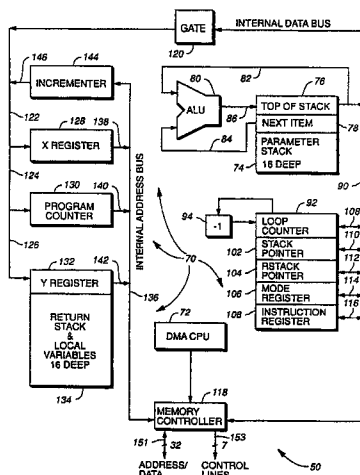 INTERNAL DATA BUS
GATE
120
146
144
INCREMENTER
122
128
138
X REGISTER
124
130
140
PROGRAM COUNTER
126
132
142
Y REGISTER
136
RETURN
STACK
&
LOCAL
VARIABLES
16 DEEP
134
INTERNAL ADDRESS BUS
70
80
82
76
ALU
TOP OF STACK
NEXT ITEM
78
84
86
PARAMETER
STACK
74
16 DEEP
90
92
94
-1
LOOP
COUNTER
108
102
STACK
POINTER
110
104
RSTACK
POINTER
112
106
MODE
REGISTER
114
108
INSTRUCTION
REGISTER
116
72
DMA CPU
118
MEMORY
CONTROLLER
151
32
7
153
ADDRESS/
DATA
CONTROL
LINES
50